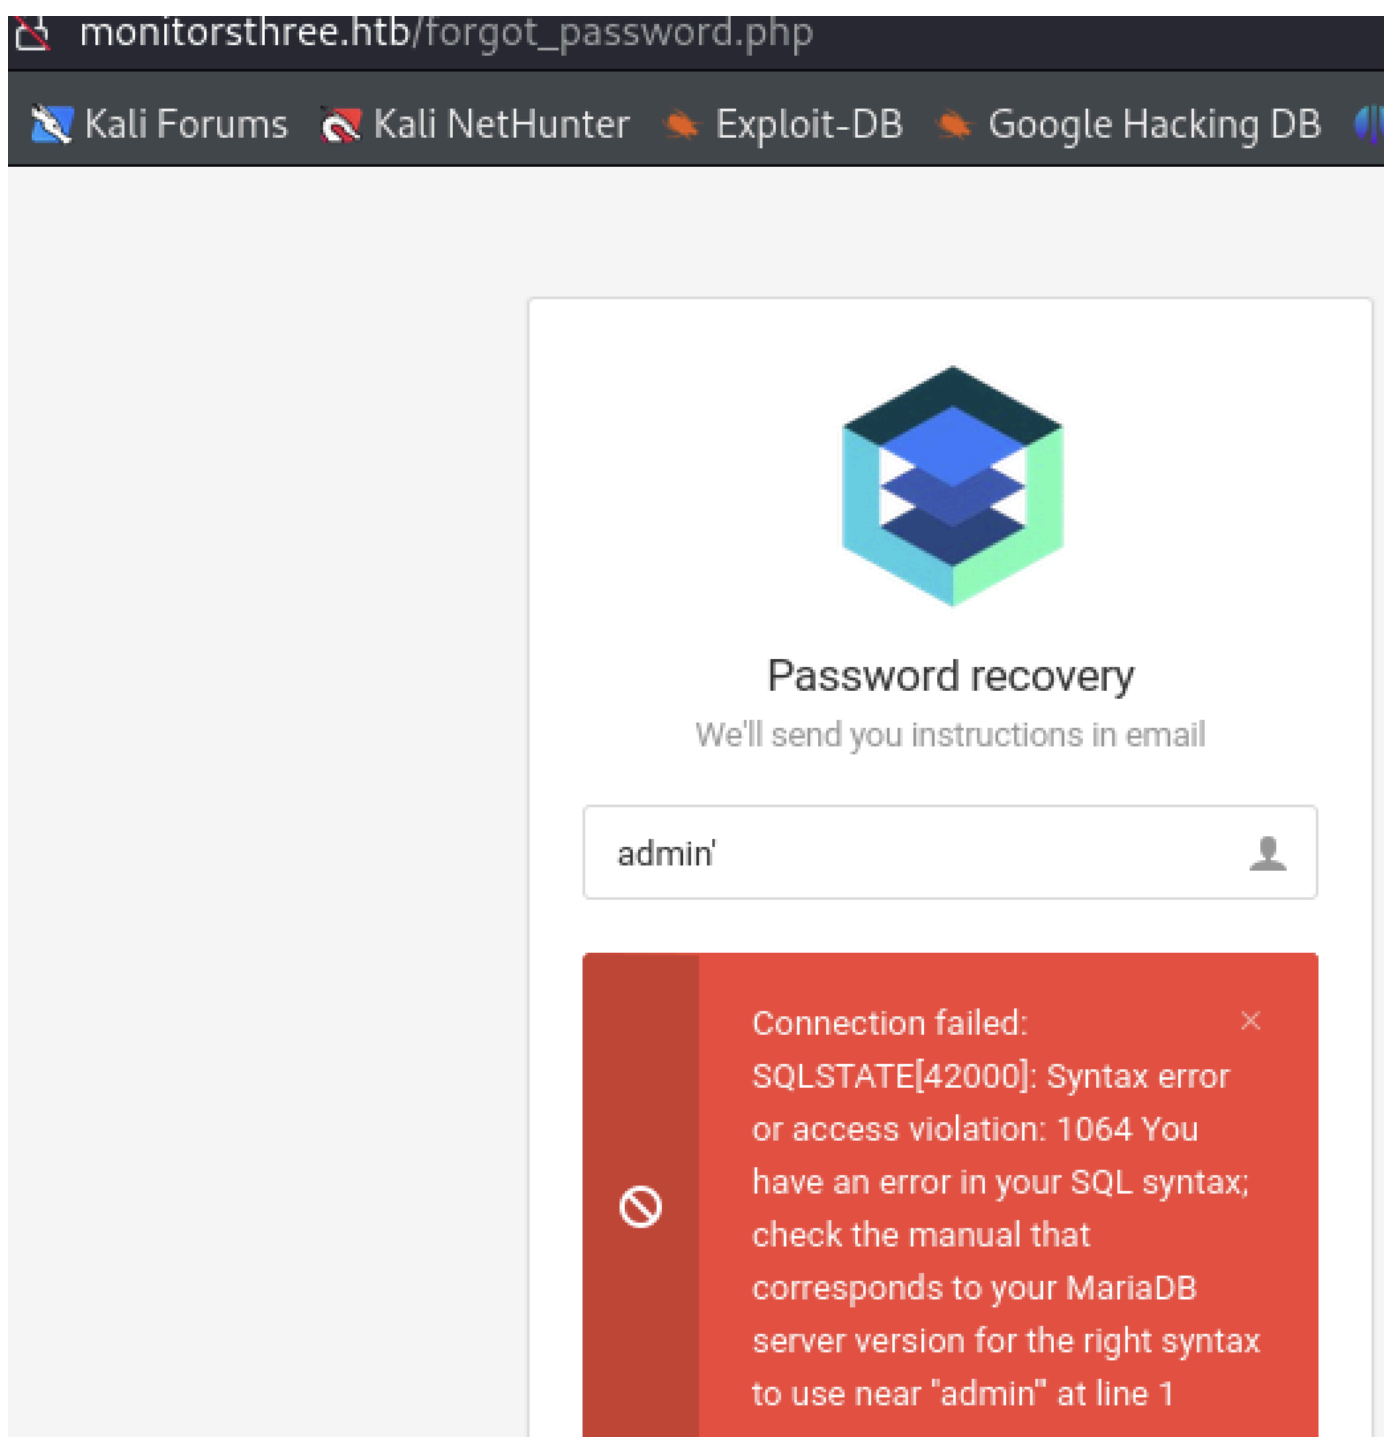 monitorsthree.htb/forgot_password.php
Kali Forums Kali NetHunter Exploit-DB Google Hacking DB
Password recovery
We'll send you instructions in email
admin'
Connection failed:
SQLSTATE[42000]: Syntax error
or access violation: 1064 You
have an error in your SQL syntax;
check the manual that
corresponds to your MariaDB
server version for the right syntax
to use near ''admin'' at line 1